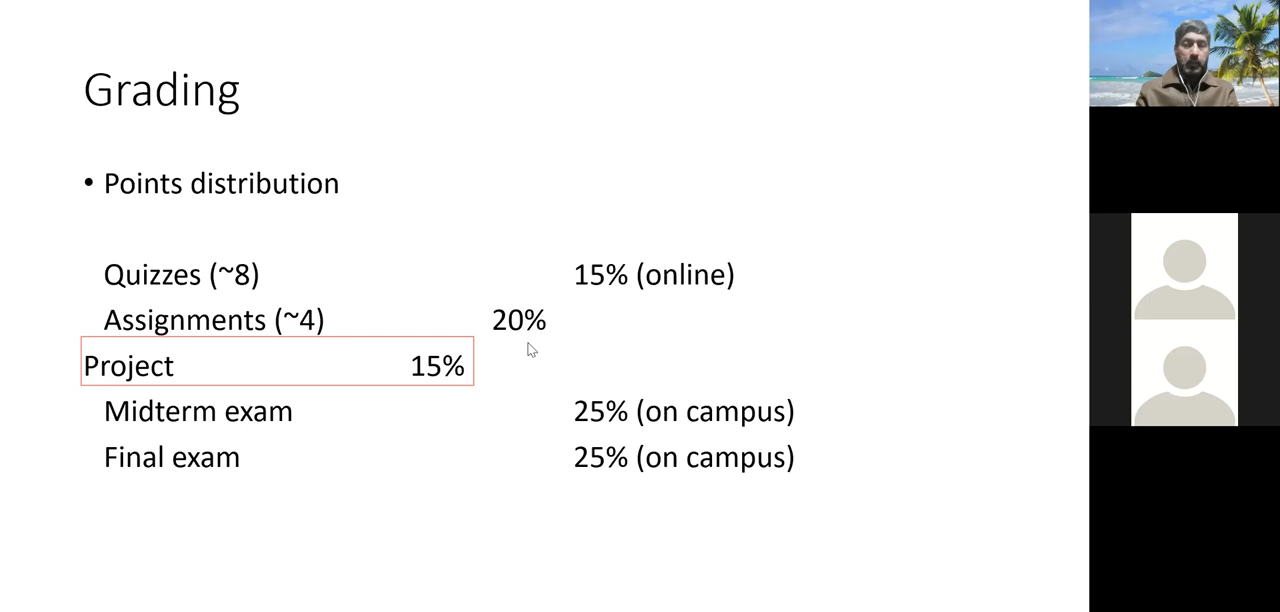 Grading
• Points distribution
Quizzes (~8) 15% (online)
Assignments (~4) 20%
Project 15%
Midterm exam 25% (on campus)
Final exam 25% (on campus)